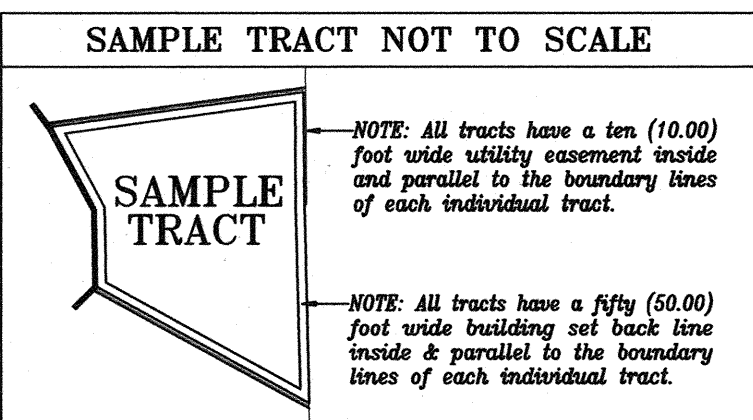 SAMPLE TRACT NOT TO SCALE
SAMPLE
TRACT
NOTE: All tracts have a ten (10.00)
foot wide utility easement inside
and parallel to the boundary lines
of each individual tract.
NOTE: All tracts have a fifty (50.00)
foot wide building set back line
inside & parallel to the boundary
lines of each individual tract.